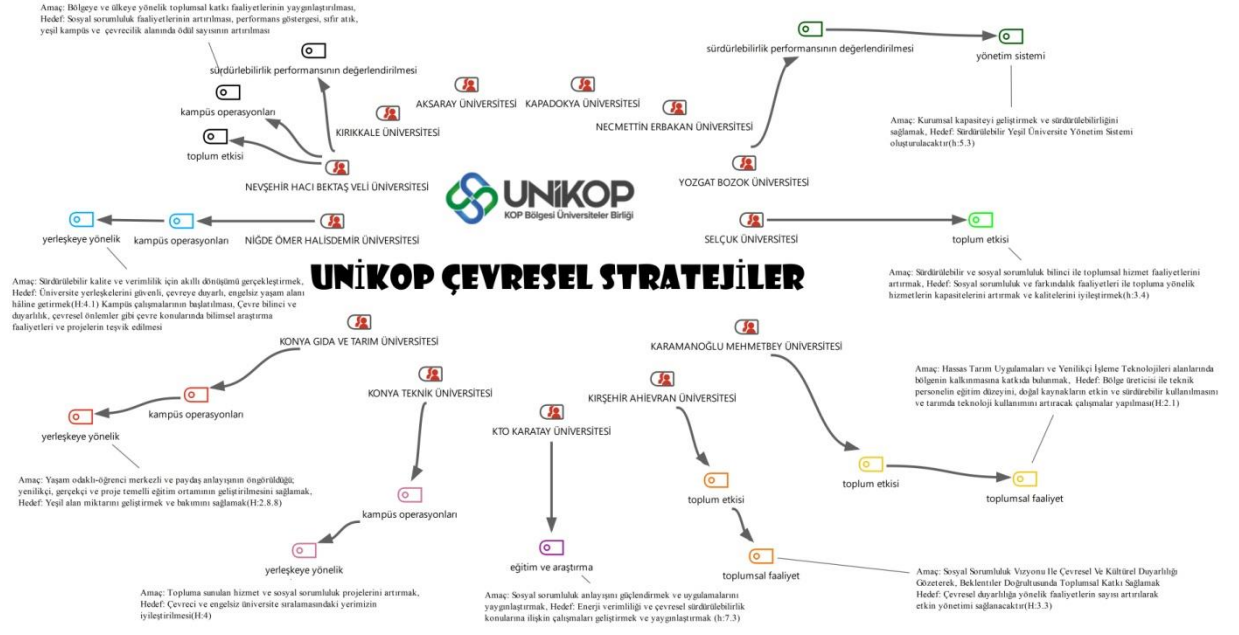 Amaç: Bölgeye ve ülkeye yönelik toplumsal katkı faaliyetlerinin yaygınlaştırılması,
Hedef: Sosyal sorumluluk faaliyetlerinin artırılması, performans göstergesi, sıfır atık,
yeşil kampüs ve çevrecilik alanında ödül sayısının artırılması
sürdürlebilirlik performansının değerlendirilmesi
kampüs operasyonları
toplum etkisi
KIRIKKALE ÜNİVERSİTESİ
AKSARAY ÜNİVERSİTESİ
KAPADOKYA ÜNİVERSİTESİ
NECMETTİN ERBAKAN ÜNİVERSİTESİ
NEVŞEHİR HACI BEKTAŞ VELİ ÜNİVERSİTESİ
YOZGAT BOZOK ÜNİVERSİTESİ
sürdürlebilirlik performansının değerlendirilmesi
yönetim sistemi
Amaç: Kurumsal kapasiteyi geliştirmek ve sürdürebilirliğini
sağlamak, Hedef: Sürdürülebilir Yeşil Üniversite Yönetim Sistemi
oluşturulacaktır(h:5.3)
UNİKOP
KOP Bölgesi Üniversiteler Birliği
yerleşkeye yönelik
kampüs operasyonları
NİĞDE ÖMER HALİSDEMİR ÜNİVERSİTESİ
SELÇUK ÜNİVERSİTESİ
toplum etkisi
Amaç: Sürdürülebilir kalite ve verimlilik için akıllı dönüşümü gerçekleştirmek,
Hedef: Üniversite yerleşkelerini güvenli, çevreye duyarlı, engelsiz yaşam alanı
hâline getirmek(H:4.1) Kampüs çalışmalarının başlatılması, Çevre bilinci ve
duyarlılık, çevresel önlemler gibi çevre konularında bilimsel araştırma
faaliyetleri ve projelerin teşvik edilmesi
UNİKOP ÇEVRESEL STRATEJİLER
Amaç: Sürdürülebilir ve sosyal sorumluluk bilinci ile toplumsal hizmet faaliyetlerini
artırmak, Hedef: Sosyal sorumluluk ve farkındalık faaliyetleri ile topluma yönelik
hizmetlerin kapasitelerini artırmak ve kalitelerini iyileştirmek(h:3.4)
KONYA GIDA VE TARIM ÜNİVERSİTESİ
kampüs operasyonları
yerleşkeye yönelik
Amaç: Yaşam odaklı-öğrenci merkezli ve paydaş anlayışının öngörüldüğü;
yenilikçi, gerçekçi ve proje temelli eğitim ortamının geliştirilmesini sağlamak,
Hedef: Yeşil alan miktarını geliştirmek ve bakımını sağlamak(H:2.8.8)
KONYA TEKNİK ÜNİVERSİTESİ
kampüs operasyonları
yerleşkeye yönelik
Amaç: Topluma sunulan hizmet ve sosyal sorumluluk projelerini artırmak,
Hedef: Çevreci ve engelsiz üniversite sıralamasındaki yerimizin
iyileştirilmesi(H:4)
KTO KARATAY ÜNİVERSİTESİ
eğitim ve araştırma
Amaç: Sosyal sorumluluk anlayışını güçlendirmek ve uygulamalarını
yaygınlaştırmak, Hedef: Enerji verimliliği ve çevresel sürdürülebilirlik
konularına ilişkin çalışmaları geliştirmek ve yaygınlaştırmak (h:7.3)
KARAMANOĞLU MEHMETBEY ÜNİVERSİTESİ
KIRŞEHİR AHİEVRAN ÜNİVERSİTESİ
Amaç: Hassas Tarım Uygulamaları ve Yenilikçi İşleme Teknolojileri alanlarında
bölgenin kalkınmasına katkıda bulunmak, Hedef: Bölge üreticisi ile teknik
personelin eğitim düzeyini, doğal kaynakların etkin ve sürdürebilir kullanılmasını
ve tarımda teknoloji kullanımını artıracak çalışmalar yapılması(H:2.1)
toplum etkisi
toplumsal faaliyet
toplum etkisi
toplumsal faaliyet
Amaç: Sosyal Sorumluluk Vizyonu Ile Çevresel Ve Kültürel Duyarlılığı
Gözeterek, Beklentiler Doğrultusunda Toplumsal Katkı Sağlamak
Hedef: Çevresel duyarlılığa yönelik faaliyetlerin sayısı artırılarak
etkin yönetimi sağlanacaktır(H:3.3)